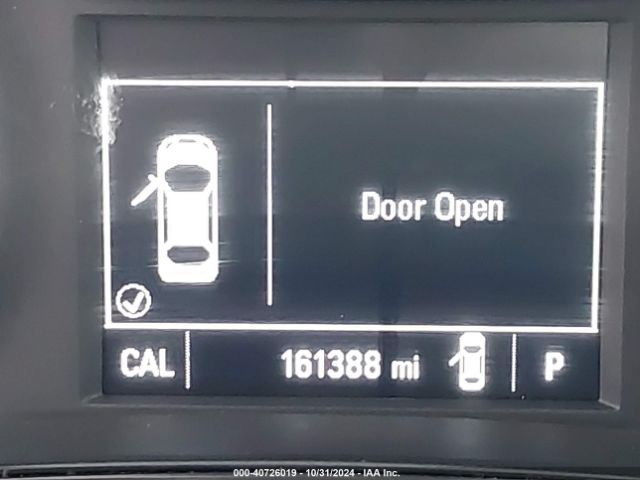 Door Open
CAL 161388 mi P
000-40726019 - 10/31/2024 - IAA Inc.